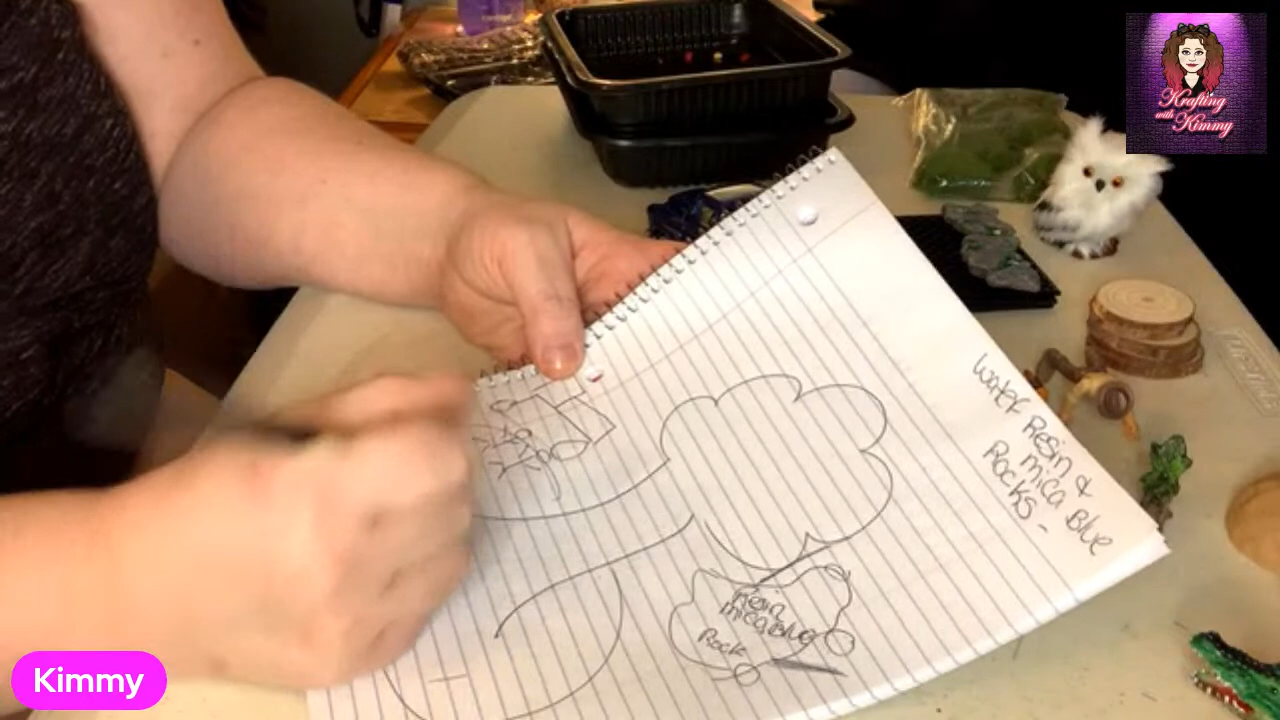 Krafting
with
Kimmy
Water Resin &
mica Blue
Rocks -
Resin
mica Blue
Rock
Kimmy